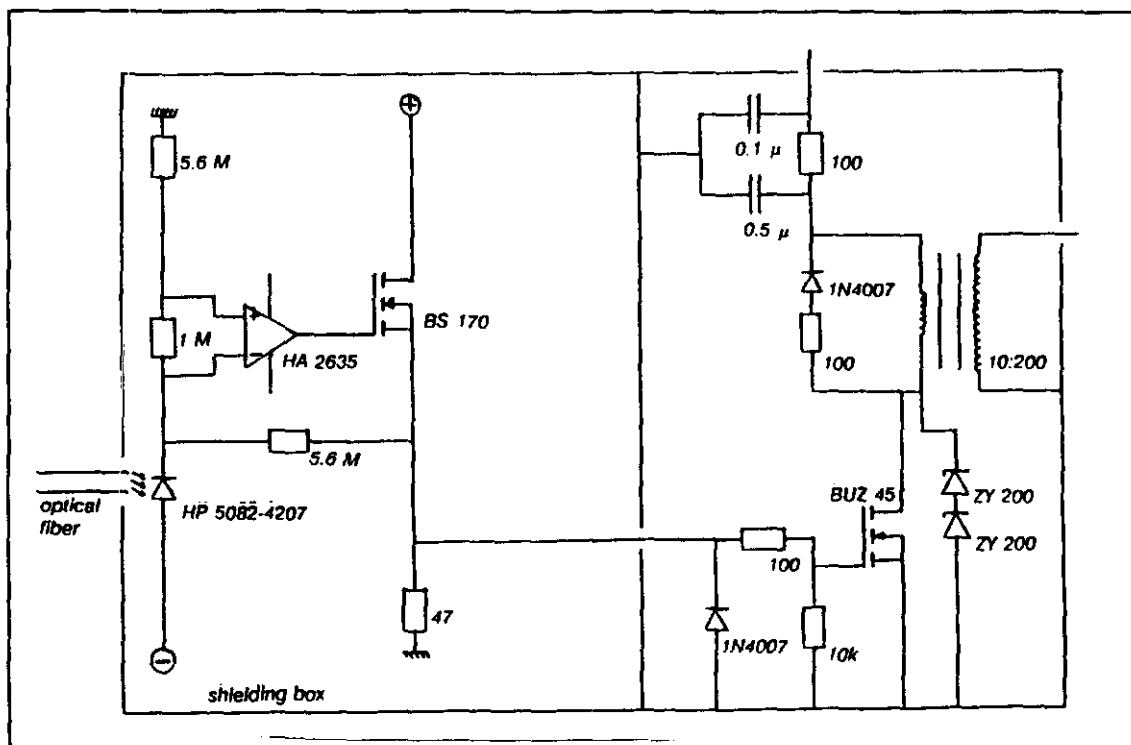 5.6 M
1 M
HA 2635
BS 170
5.6 M
optical
fiber
HP 5082-4207
47
shielding box
+
−
+
−
0.1 µ
100
0.5 µ
1N4007
100
10:200
BUZ 45
ZY 200
ZY 200
100
1N4007
10k